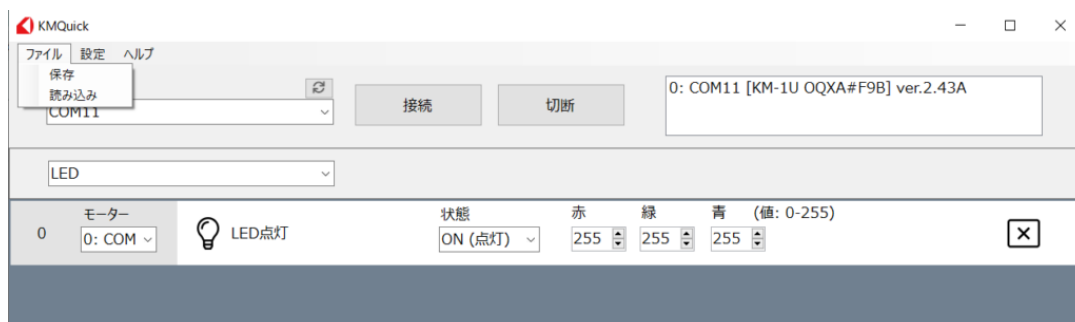 KMQuick
ファイル 設定 ヘルプ
保存
読み込み
COM11
接続 切断
0: COM11 [KM-1U OQXA#F9B] ver.2.43A
LED
0 モーター 0: COM
LED点灯
状態 赤 緑 青 (値: 0-255)
ON (点灯) 255 255 255